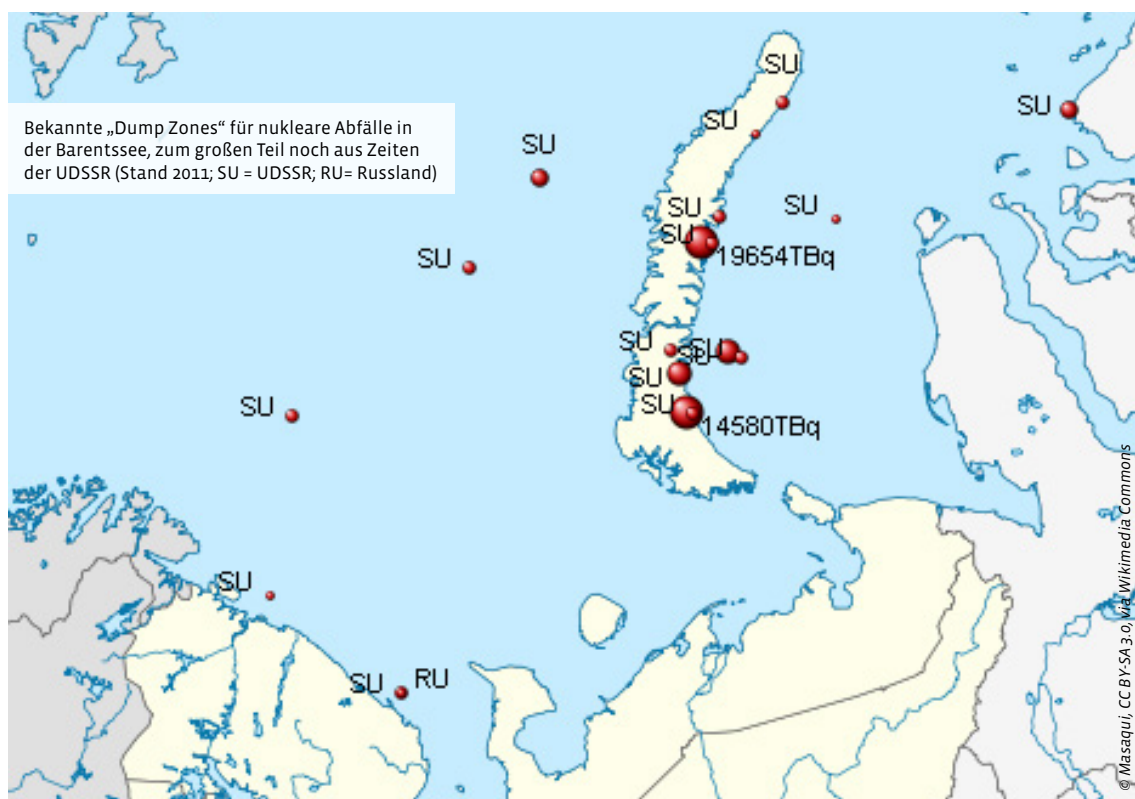 SU
SU
SU
Bekannte „Dump Zones“ für nukleare Abfälle in
der Barentssee, zum großen Teil noch aus Zeiten
der UDSSR (Stand 2011; SU = UDSSR; RU= Russland)
SU
SU
SU
SU
19654TBq
SU
SU
SU
SU
SU
SU
SU
14580TBq
SU
SU
RU
© Masaqui, CC BY-SA 3.0, via Wikimedia Commons